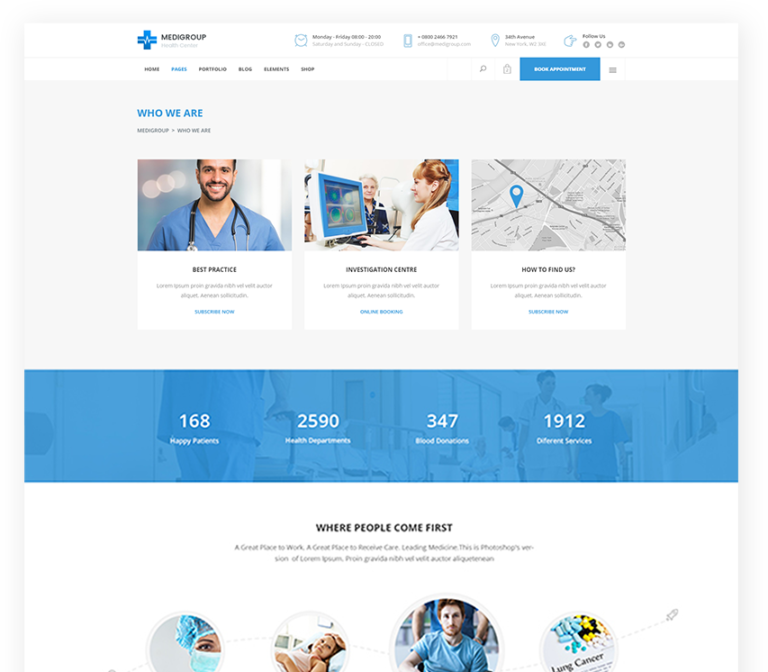 MEDIGROUP
Health Center
Monday - Friday 08:00 - 20:00
Saturday and Sunday - CLOSED
+ 0800 2466 7921
office@medigroup.com
34th Avenue
New York, W2 3XE
Follow Us
HOME PAGES PORTFOLIO BLOG ELEMENTS SHOP
BOOK APPOINTMENT
WHO WE ARE
MEDIGROUP > WHO WE ARE
BEST PRACTICE
Lorem ipsum proin gravida nibh vel velit auctor
aliquet. Aenean sollicitudin.
SUBSCRIBE NOW
INVESTIGATION CENTRE
Lorem ipsum proin gravida nibh vel velit auctor
aliquet. Aenean sollicitudin.
ONLINE BOOKING
HOW TO FIND US?
Lorem ipsum proin gravida nibh vel velit auctor
aliquet. Aenean sollicitudin.
SUBSCRIBE NOW
168
Happy Patients
2590
Health Departments
347
Blood Donations
1912
Diferent Services
WHERE PEOPLE COME FIRST
A Great Place to Work. A Great Place to Receive Care. Leading Medicine.This is Photoshop's ver-
sion of Lorem Ipsum. Proin gravida nibh vel velit auctor aliquetenean
Lung Cancer